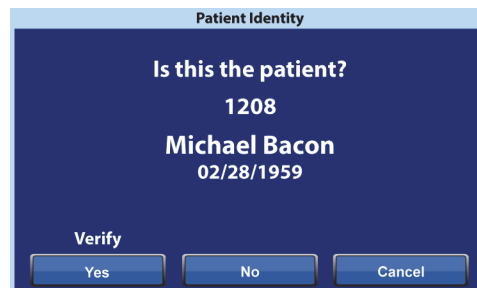 Patient Identity
Is this the patient?
1208
Michael Bacon
02/28/1959
Verify
Yes No Cancel